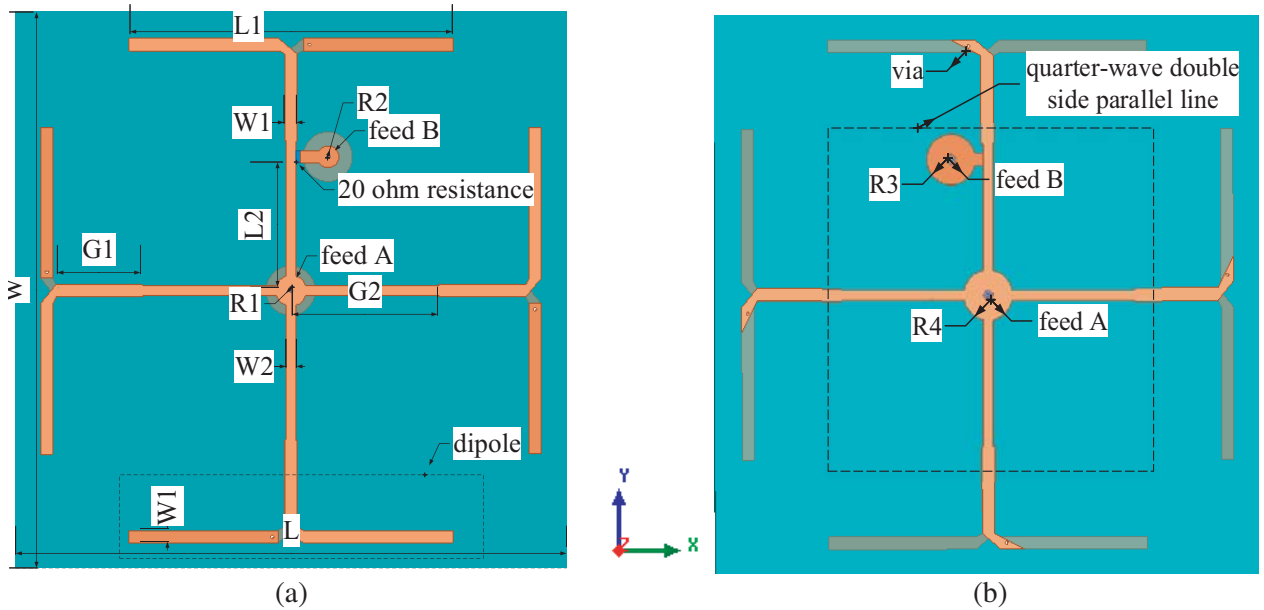 L1
R2
W1
feed B
20 ohm resistance
L2
G1
feed A
G2
R1
W
W2
dipole
W1
L
(a)
via
quarter-wave double
side parallel line
R3
feed B
R4
feed A
Y
Z
X
(b)